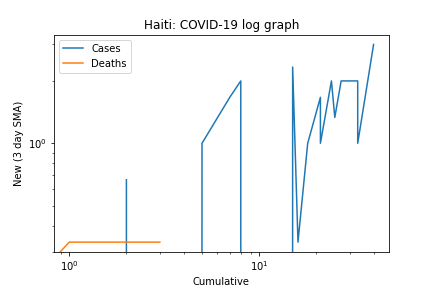 Haiti: COVID-19 log graph
Cases
Deaths
New (3 day SMA)
10⁰
10⁰
10¹
Cumulative